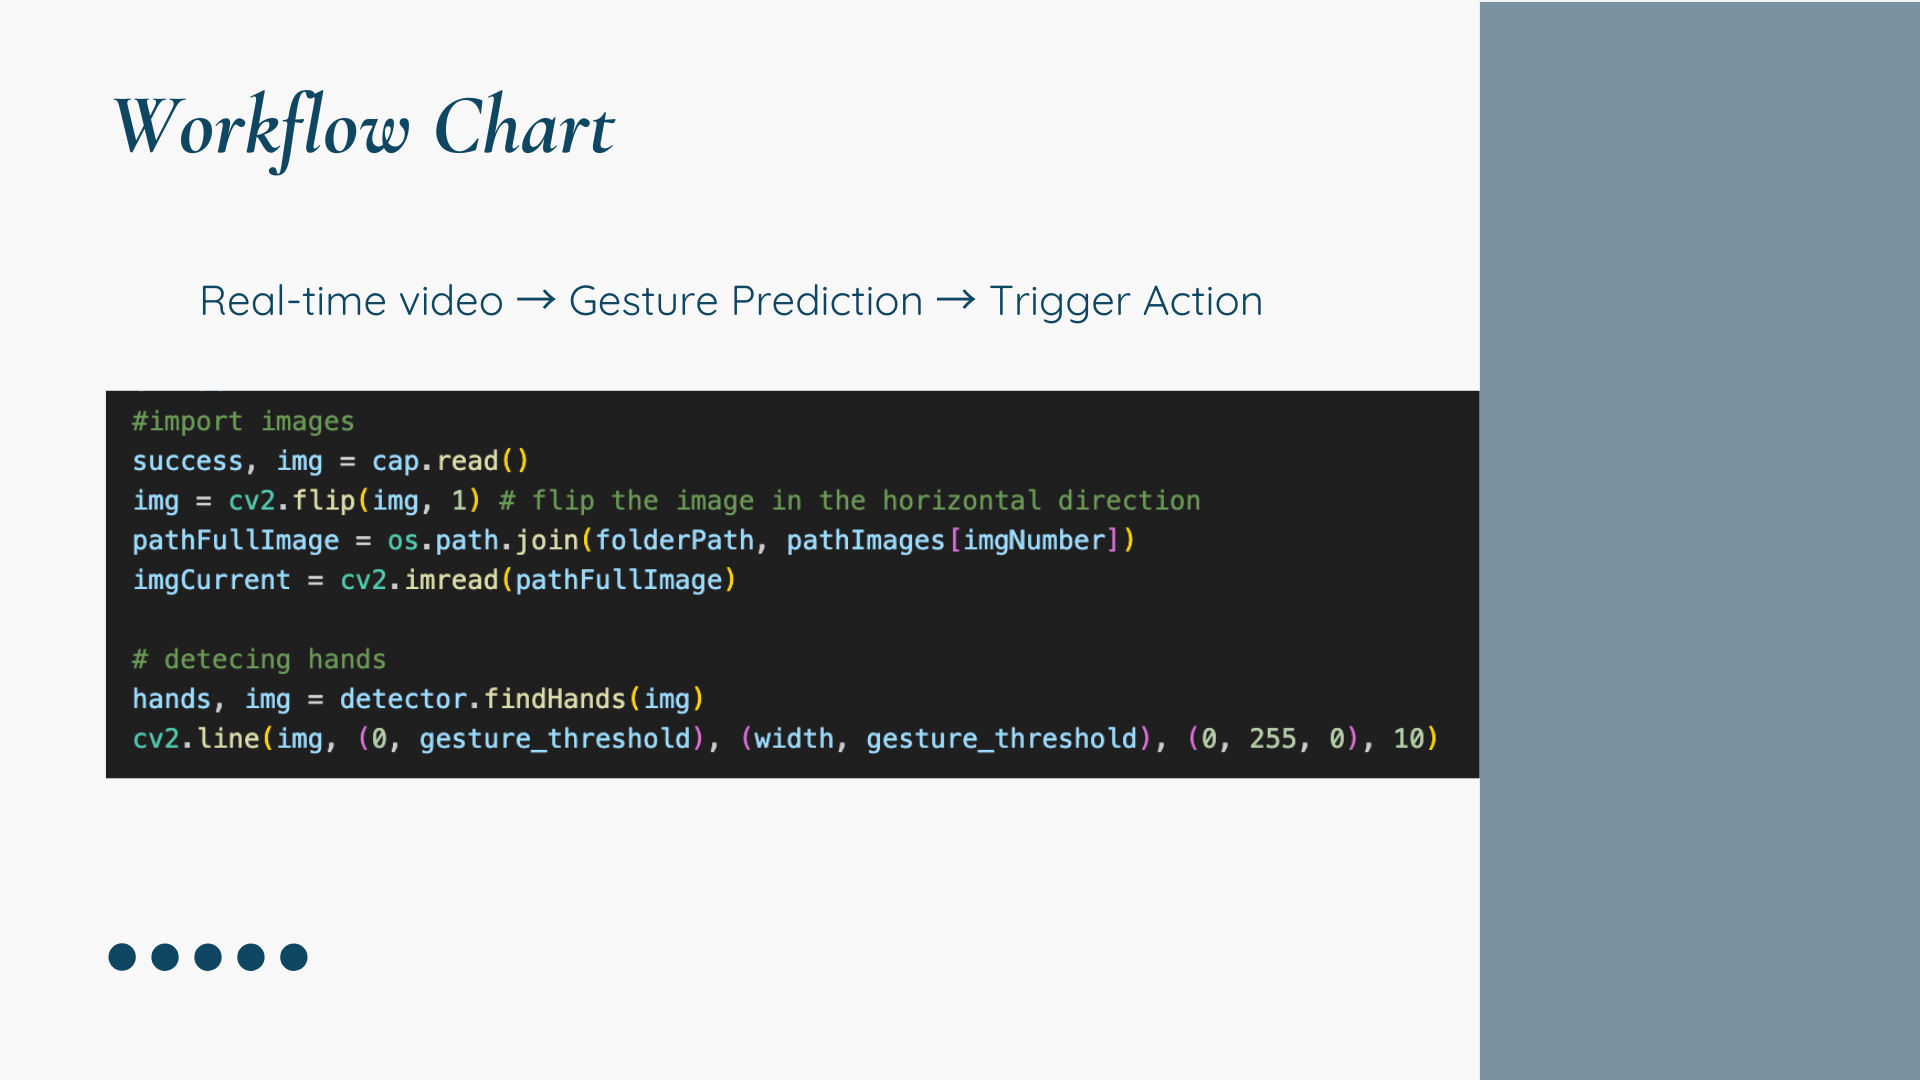 Workflow Chart
Real-time video → Gesture Prediction → Trigger Action
#import images
success, img = cap.read()
img = cv2.flip(img, 1) # flip the image in the horizontal direction
pathFullImage = os.path.join(folderPath, pathImages[imgNumber])
imgCurrent = cv2.imread(pathFullImage)
# detecing hands
hands, img = detector.findHands(img)
cv2.line(img, (0, gesture_threshold), (width, gesture_threshold), (0, 255, 0), 10)